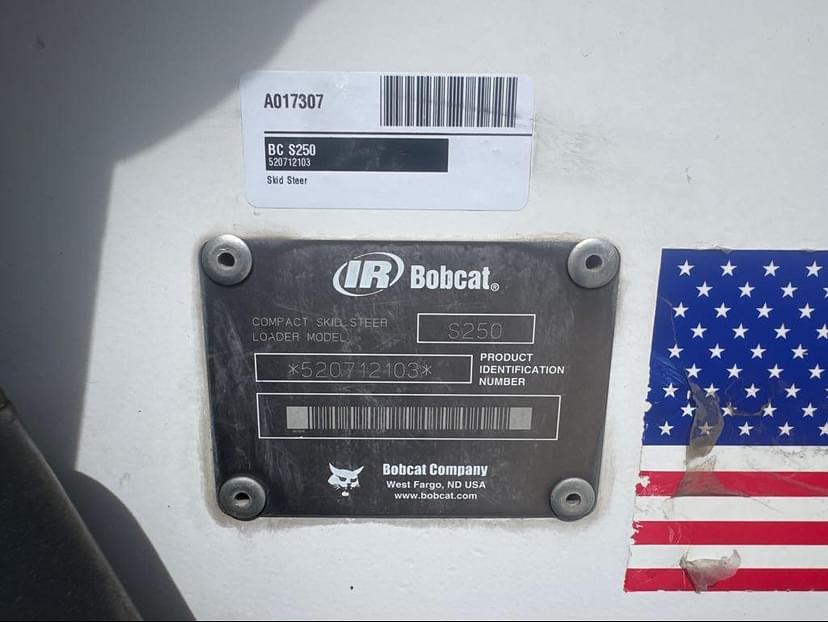 A017307
BC S250
520712103
Skid Steer
IR Bobcat®
COMPACT SKID STEER
LOADER MODEL
S250
*520712103*
PRODUCT
IDENTIFICATION
NUMBER
Bobcat Company
West Fargo, ND USA
www.bobcat.com